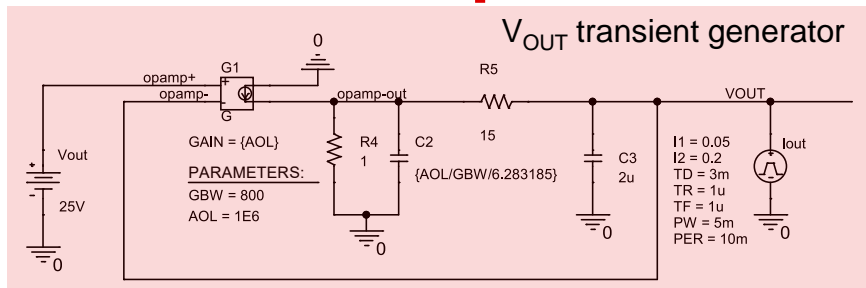 V_OUT transient generator
0
G1
opamp+
opamp-
G
opamp-out
R5
15
VOUT
GAIN = {AOL}
PARAMETERS:
GBW = 800
AOL = 1E6
R4
1
C2
{AOL/GBW/6.283185}
C3
2u
I1 = 0.05
I2 = 0.2
TD = 3m
TR = 1u
TF = 1u
PW = 5m
PER = 10m
Iout
+
Vout
-
25V
0
0
0
0